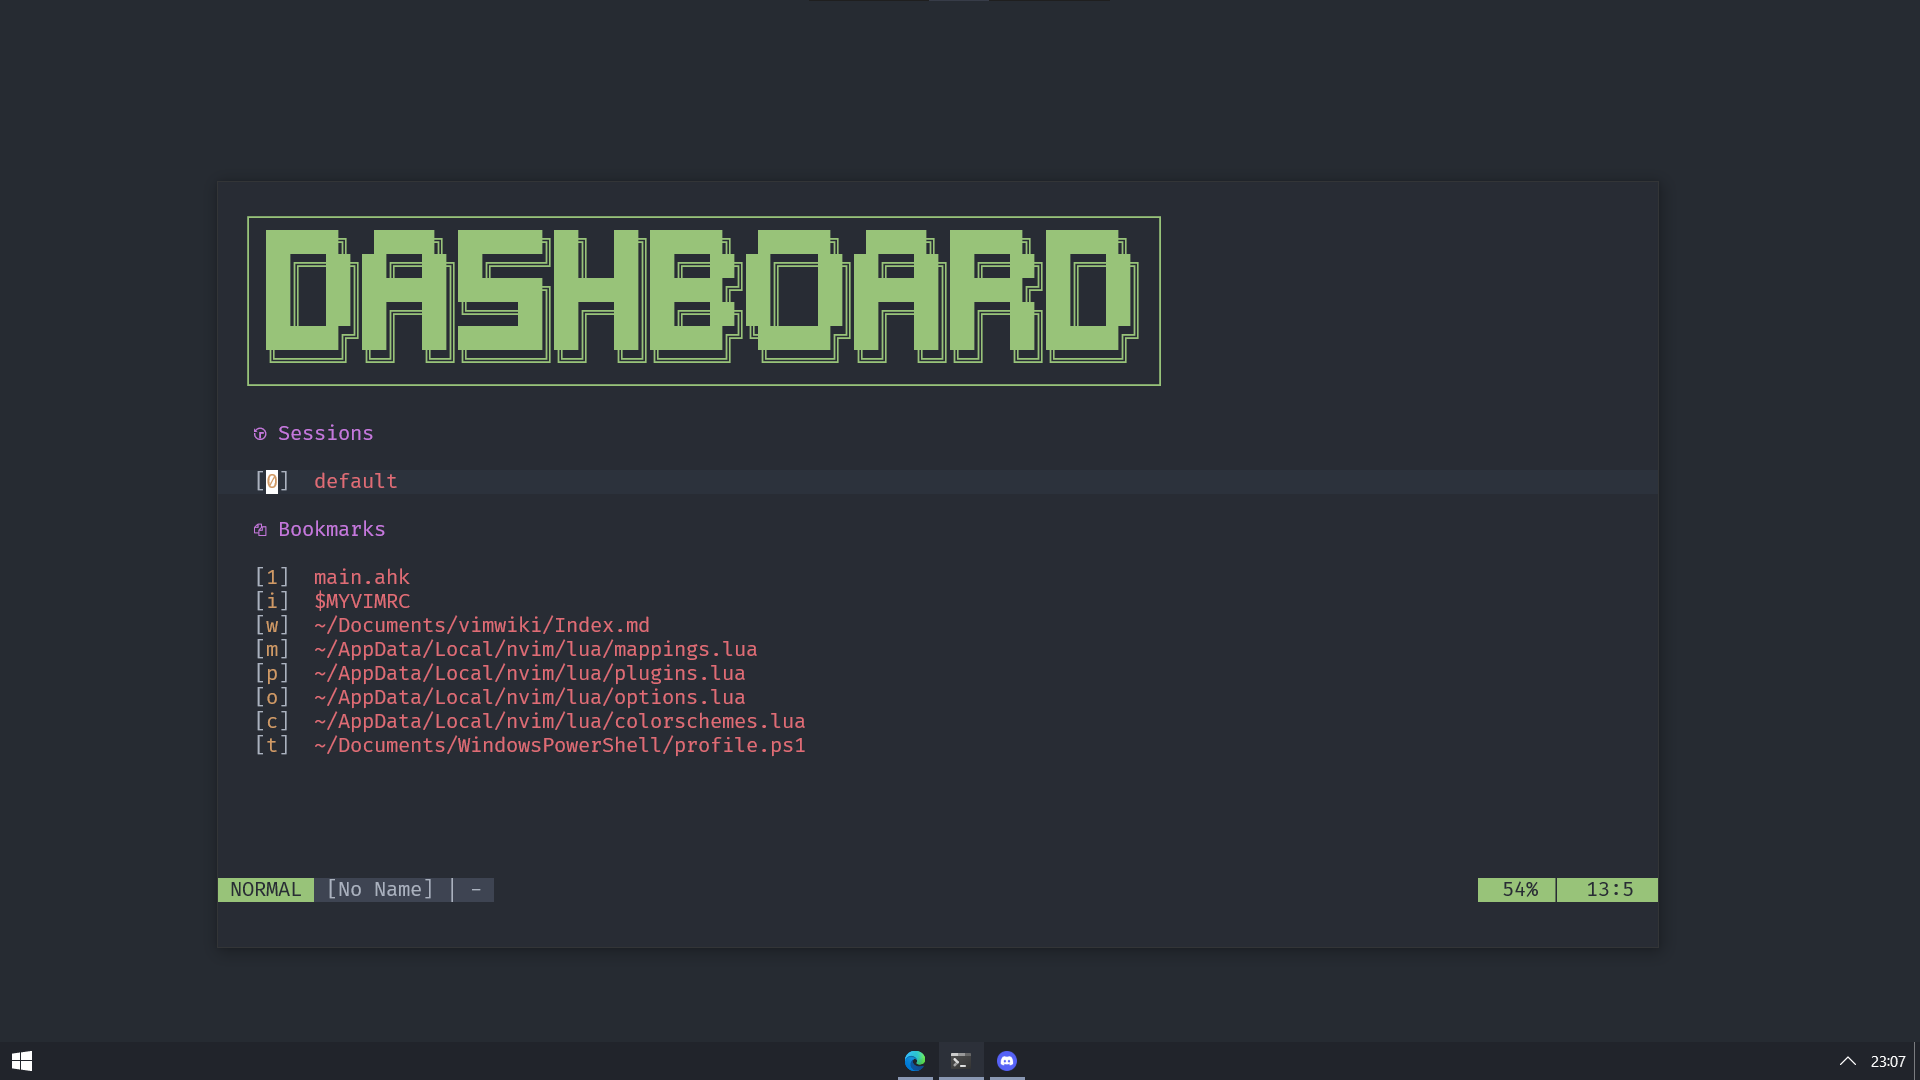 DASHBOARD
Sessions
[0] default
Bookmarks
[1] main.ahk
[i] $MYVIMRC
[w] ~/Documents/vimwiki/Index.md
[m] ~/AppData/Local/nvim/lua/mappings.lua
[p] ~/AppData/Local/nvim/lua/plugins.lua
[o] ~/AppData/Local/nvim/lua/options.lua
[c] ~/AppData/Local/nvim/lua/colorschemes.lua
[t] ~/Documents/WindowsPowerShell/profile.ps1
NORMAL [No Name] | - 54% | 13:5
23:07